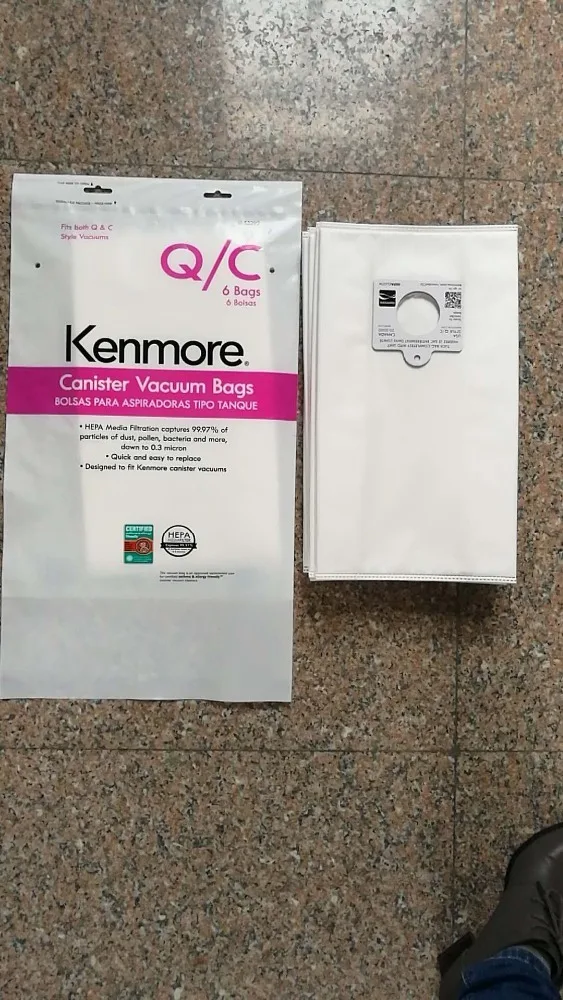 Fits both Q & C
Style Vacuums
Q/C
6 Bags
6 Bolsas
Kenmore®
Canister Vacuum Bags
BOLSAS PARA ASPIRADORAS TIPO TANQUE
• HEPA Media Filtration captures 99.97% of
particles of dust, pollen, bacteria and more,
down to 0.3 micron
• Quick and easy to replace
• Designed to fit Kenmore canister vacuums
CERTIFIED
HEPA